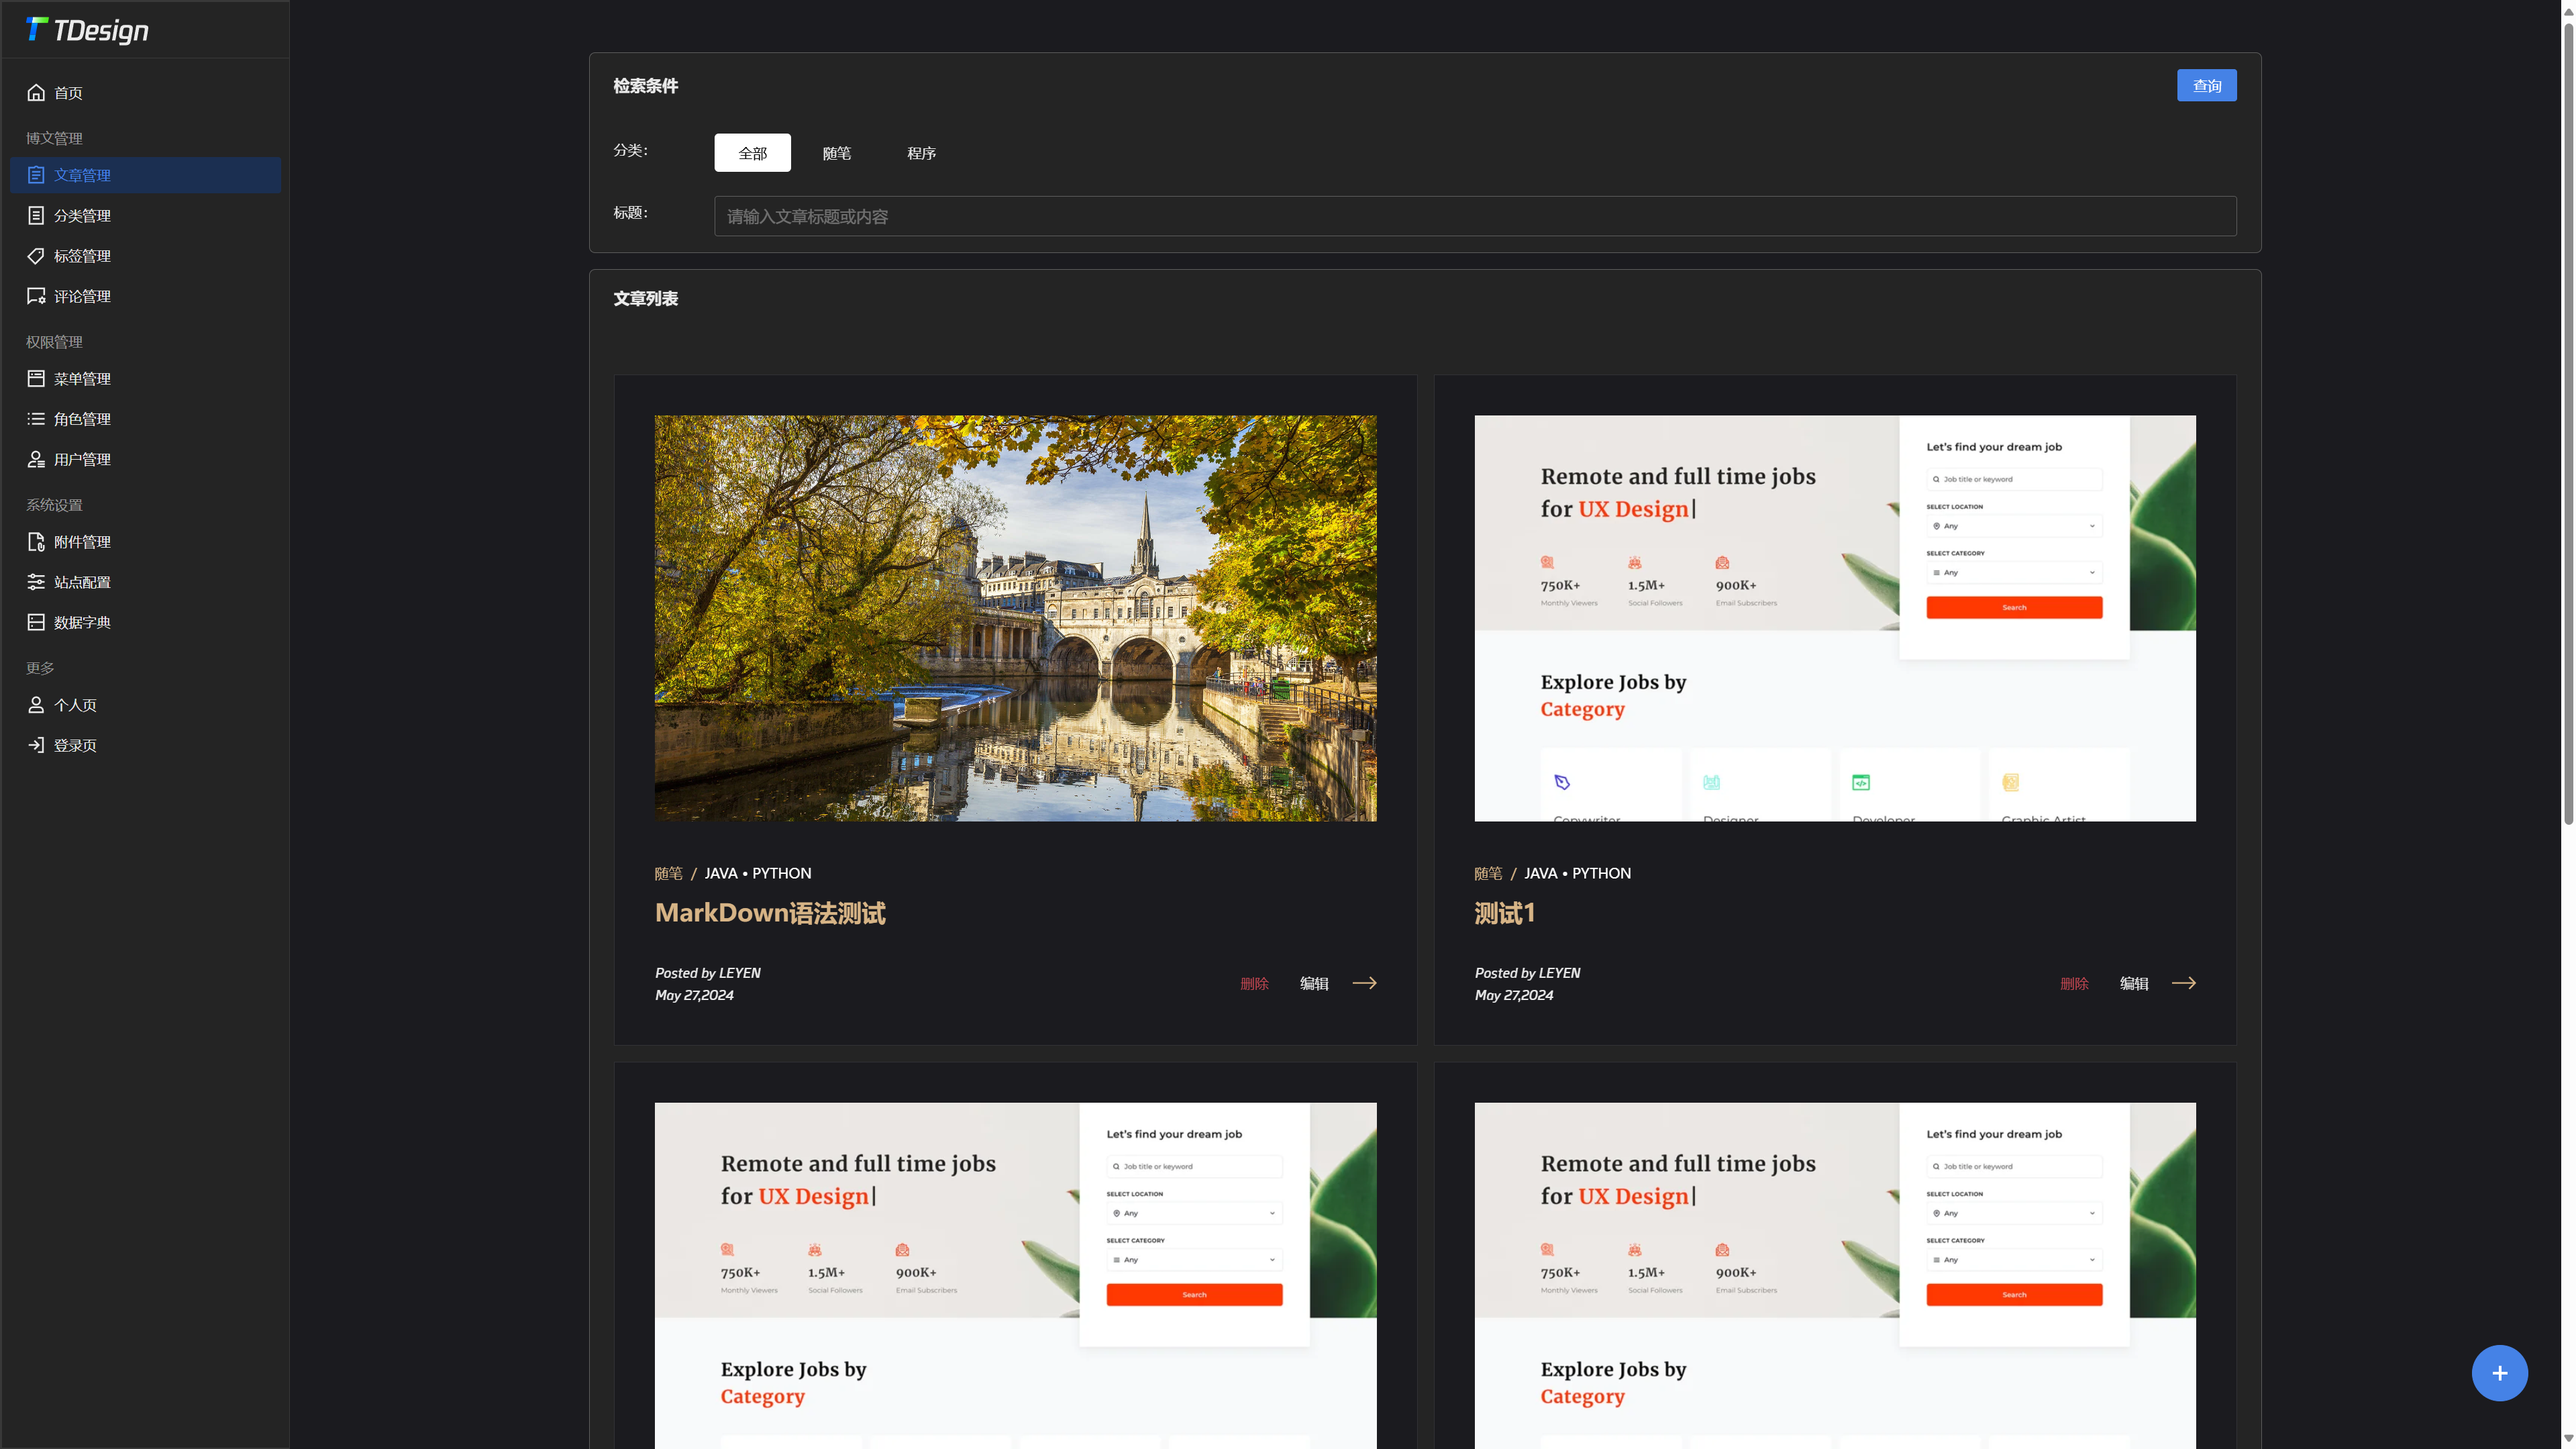 TDesign
首页
博文管理
文章管理
分类管理
标签管理
评论管理
权限管理
菜单管理
角色管理
用户管理
系统设置
附件管理
站点配置
数据字典
更多
个人页
登录页
检索条件
查询
分类：
全部 随笔 程序
标题：
请输入文章标题或内容
文章列表
随笔 / JAVA • PYTHON
MarkDown语法测试
Posted by LEYEN
May 27,2024
删除 编辑
Remote and full time jobs
for UX Design|
750K+ 1.5M+ 900K+
Monthly Viewers Social Followers Email Subscribers
Let's find your dream job
Job title or keyword
SELECT LOCATION
Any
SELECT CATEGORY
Any
Search
Explore Jobs by
Category
Copywriter Designer Developer Graphic Artist
随笔 / JAVA • PYTHON
测试1
Posted by LEYEN
May 27,2024
删除 编辑
Remote and full time jobs
for UX Design|
750K+ 1.5M+ 900K+
Monthly Viewers Social Followers Email Subscribers
Let's find your dream job
Job title or keyword
SELECT LOCATION
Any
SELECT CATEGORY
Any
Search
Explore Jobs by
Category
Remote and full time jobs
for UX Design|
750K+ 1.5M+ 900K+
Monthly Viewers Social Followers Email Subscribers
Let's find your dream job
Job title or keyword
SELECT LOCATION
Any
SELECT CATEGORY
Any
Search
Explore Jobs by
Category